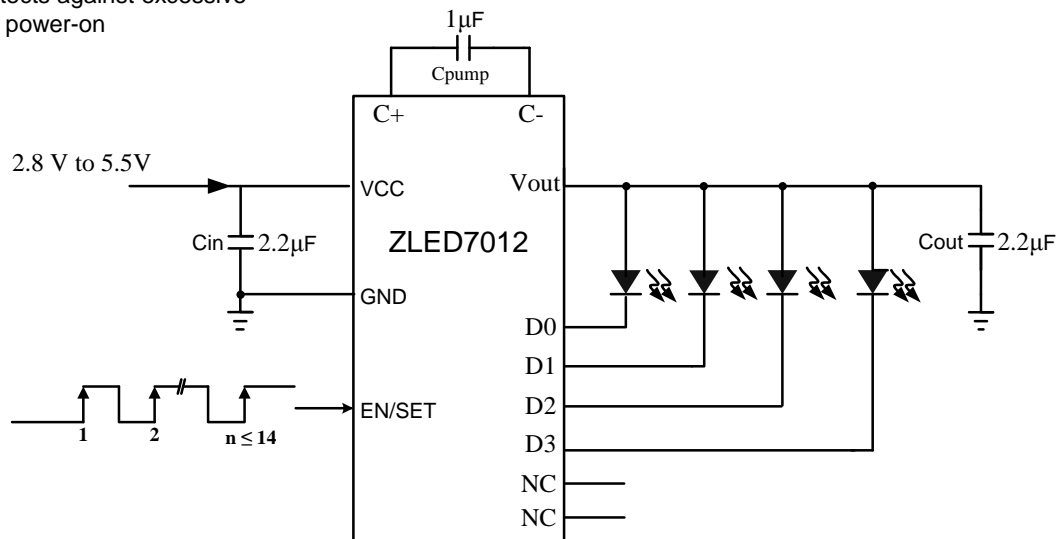 power-on
1µF
Cpump
C+ C-
2.8 V to 5.5V
VCC Vout
Cin 2.2µF ZLED7012 Cout 2.2µF
GND
D0
D1
D2
EN/SET
1 2 n ≤ 14
D3
NC
NC